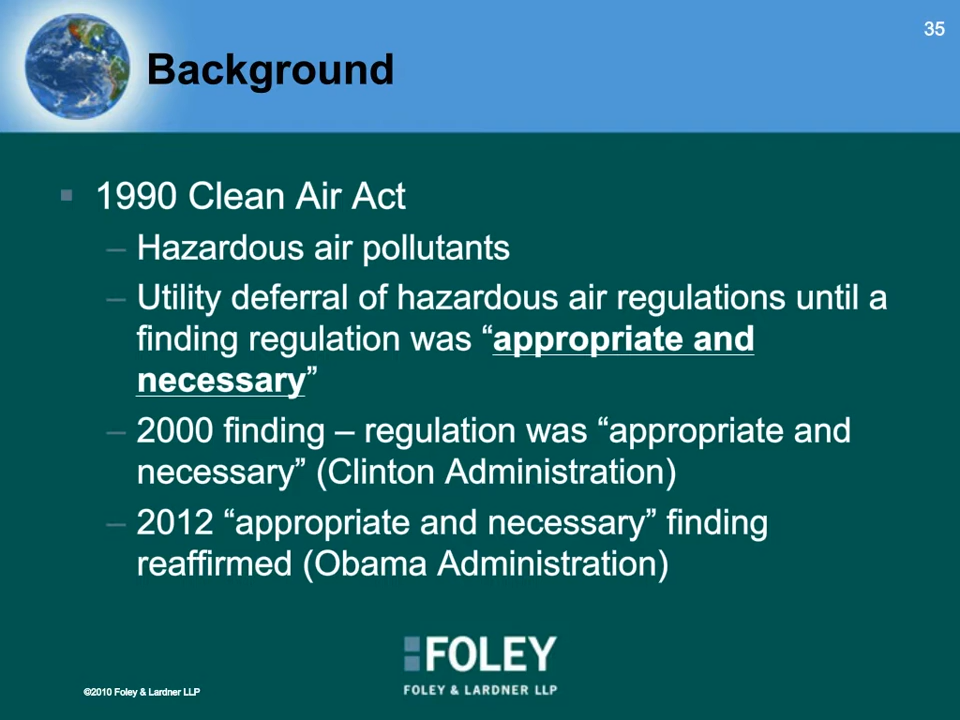 35
Background
▪ 1990 Clean Air Act
– Hazardous air pollutants
– Utility deferral of hazardous air regulations until a
finding regulation was “appropriate and
necessary”
– 2000 finding – regulation was “appropriate and
necessary” (Clinton Administration)
– 2012 “appropriate and necessary” finding
reaffirmed (Obama Administration)
FOLEY
FOLEY & LARDNER LLP
©2010 Foley & Lardner LLP